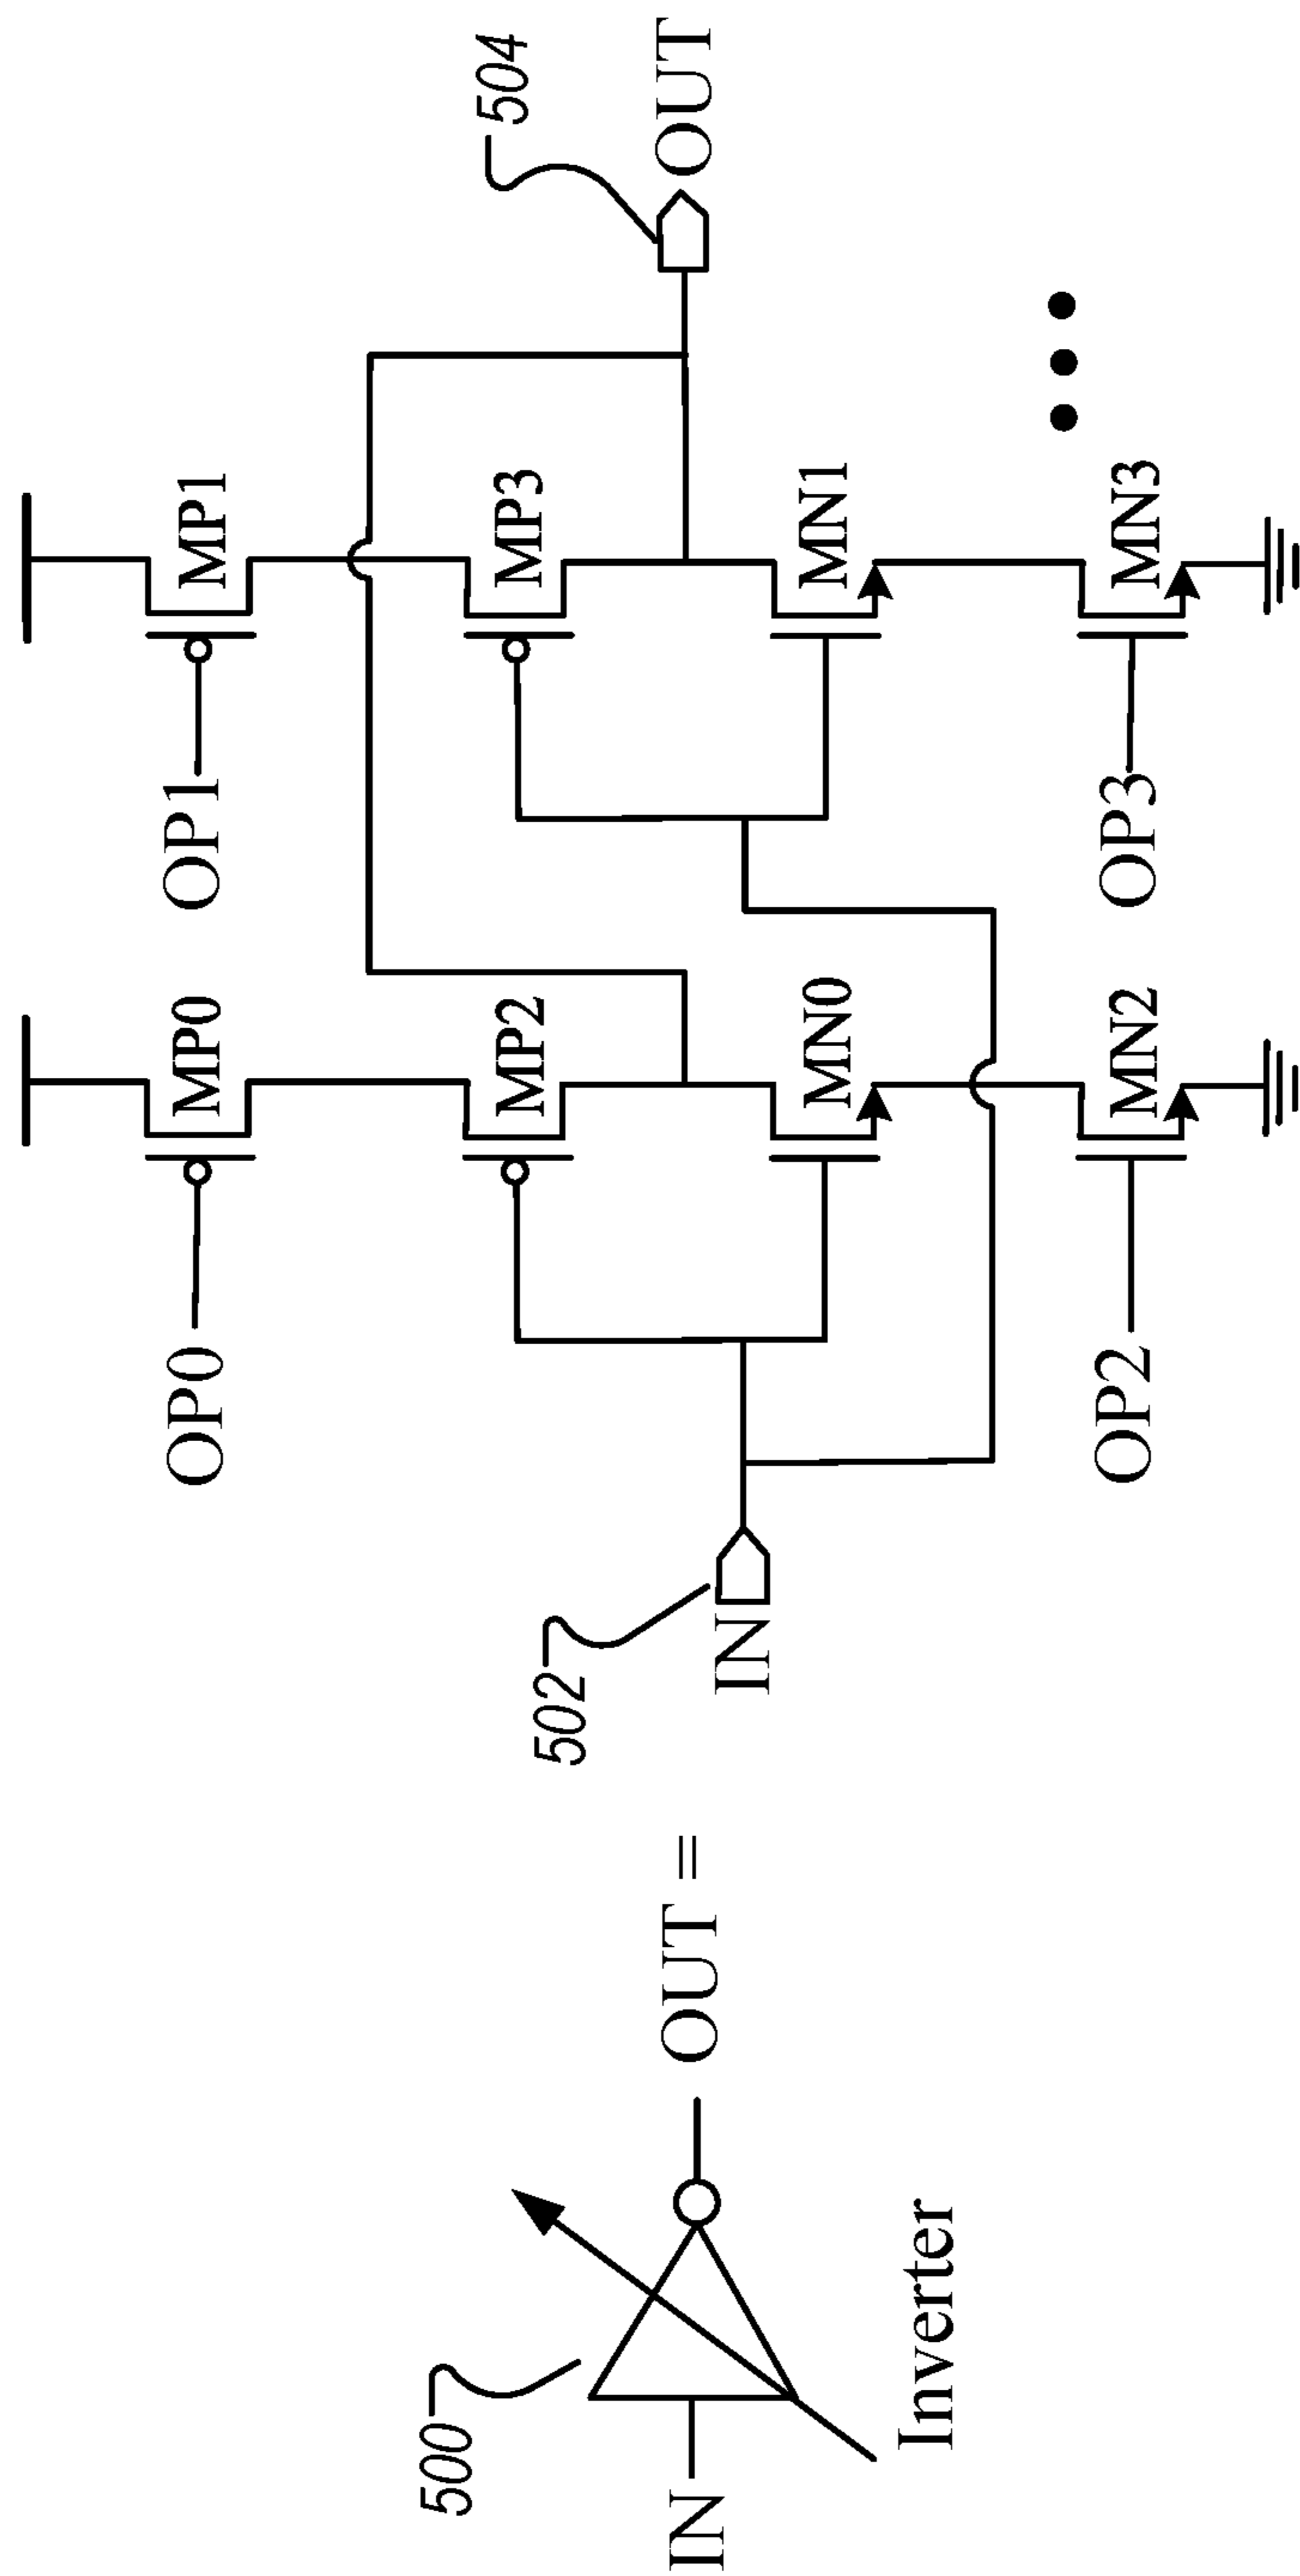 500
IN
OUT =
Inverter
502
IN
OP0
MP0
MP2
MN0
OP2
MN2
OP1
MP1
MP3
MN1
OP3
MN3
504
OUT